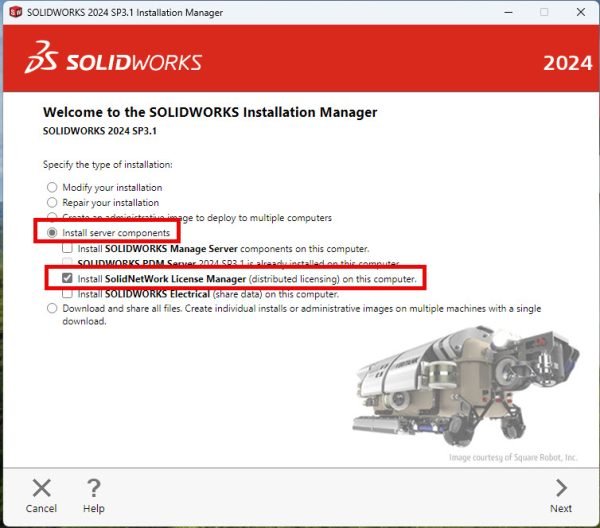 SOLIDWORKS 2024 SP3.1 Installation Manager
SOLIDWORKS
2024
Welcome to the SOLIDWORKS Installation Manager
SOLIDWORKS 2024 SP3.1
Specify the type of installation:
Modify your installation
Repair your installation
Create an administrative image to deploy to multiple computers
Install server components
Install SOLIDWORKS Manage Server components on this computer.
SOLIDWORKS PDM Server 2024 SP3.1 is already installed on this computer.
Install SolidNetWork License Manager (distributed licensing) on this computer.
Install SOLIDWORKS Electrical (share data) on this computer.
Download and share all files. Create individual installs or administrative images on multiple machines with a single
download.
Image courtesy of Square Robot, Inc.
Cancel
Help
Next